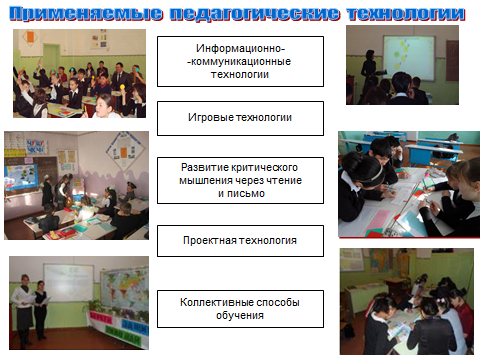 Применяемые педагогические технологии
Информационно-
-коммуникационные
технологии
Игровые технологии
Развитие критического
мышления через чтение
и письмо
Проектная технология
Коллективные способы
обучения